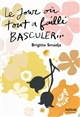 Le jour où
tout a failli
BASCULER...
Brigitte Smadja